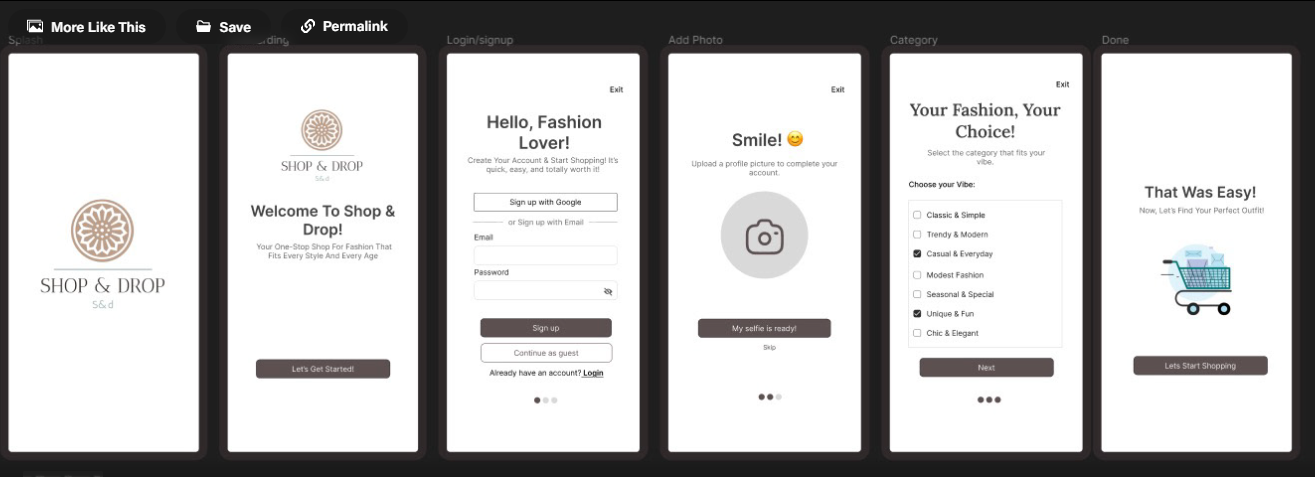 More Like This
Save
Permalink
Splash
Login/signup
Add Photo
Category
Done
SHOP & DROP
S&d
SHOP & DROP
S&d
Welcome To Shop &
Drop!
Your One-Stop Shop For Fashion That
Fits Every Style And Every Age
Let's Get Started!
Exit
Hello, Fashion
Lover!
Create Your Account & Start Shopping! It's
quick, easy, and totally worth it!
Sign up with Google
or Sign up with Email
Email
Password
Sign up
Continue as guest
Already have an account? Login
Exit
Smile! 😊
Upload a profile picture to complete your
account.
My selfie is ready!
Skip
Exit
Your Fashion, Your
Choice!
Select the category that fits your
vibe.
Choose your Vibe:
Classic & Simple
Trendy & Modern
Casual & Everyday
Modest Fashion
Seasonal & Special
Unique & Fun
Chic & Elegant
Next
That Was Easy!
Now, Let's Find Your Perfect Outfit!
Lets Start Shopping